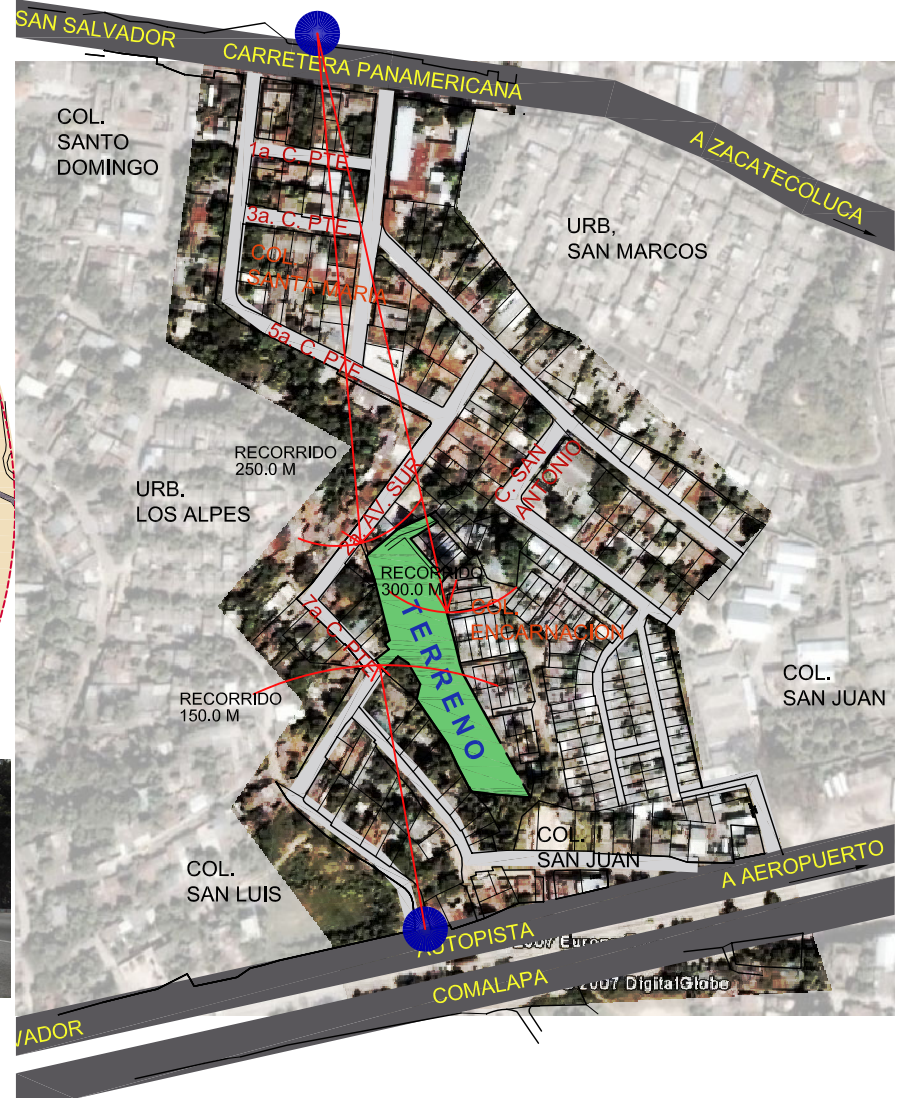 SAN SALVADOR
CARRETERA PANAMERICANA
A ZACATECOLUCA
COL.
SANTO
DOMINGO
1a. C. PTE
3a. C. PTE
COL.
SANTA MARIA
URB,
SAN MARCOS
5a. C. PTE
RECORRIDO
250.0 M
URB.
LOS ALPES
AV. SUR
C. SAN
ANTONIO
RECORRIDO
300.0 M
TERRENO
COL.
ENCARNACION
7a. C. PTE
RECORRIDO
150.0 M
COL.
SAN JUAN
COL.
SAN JUAN
COL.
SAN LUIS
A AEROPUERTO
AUTOPISTA
COMALAPA
2007 Europa
2007 DigitalGlobe
VADOR